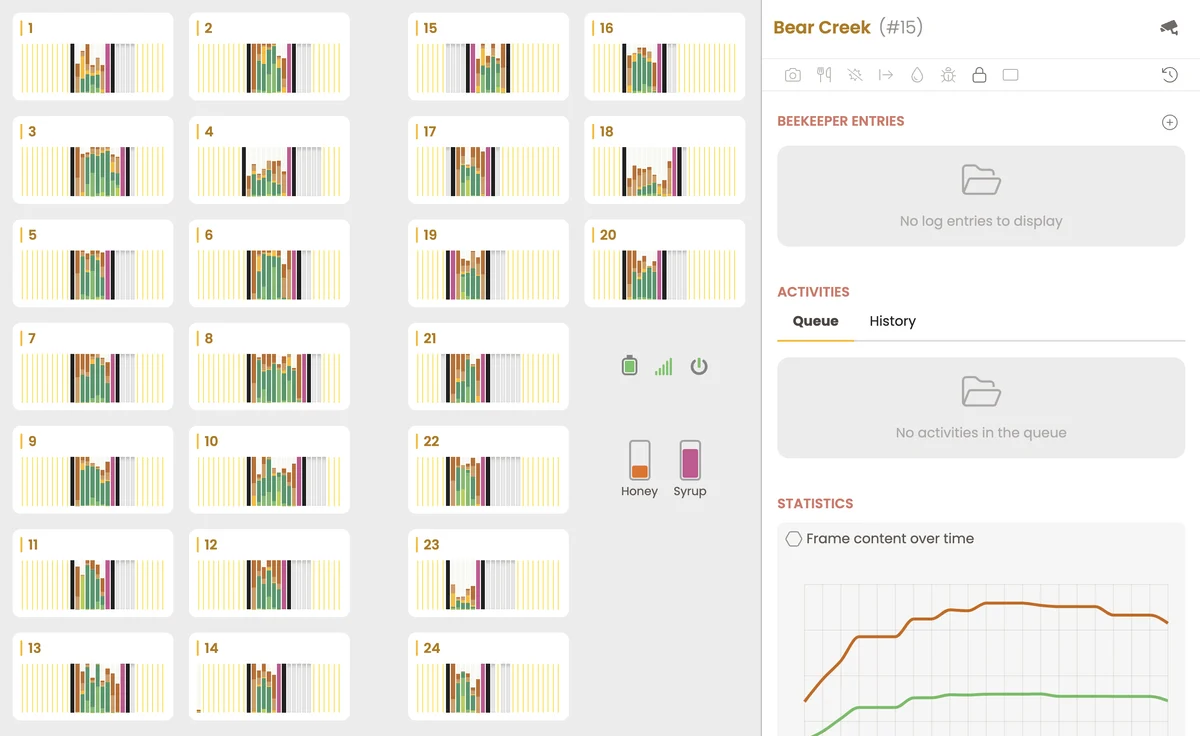 1
2
3
4
5
6
7
8
9
10
11
12
13
14
15
16
17
18
19
20
21
22
23
24
Honey Syrup
Bear Creek (#15)
BEEKEEPER ENTRIES
No log entries to display
ACTIVITIES
Queue History
No activities in the queue
STATISTICS
Frame content over time